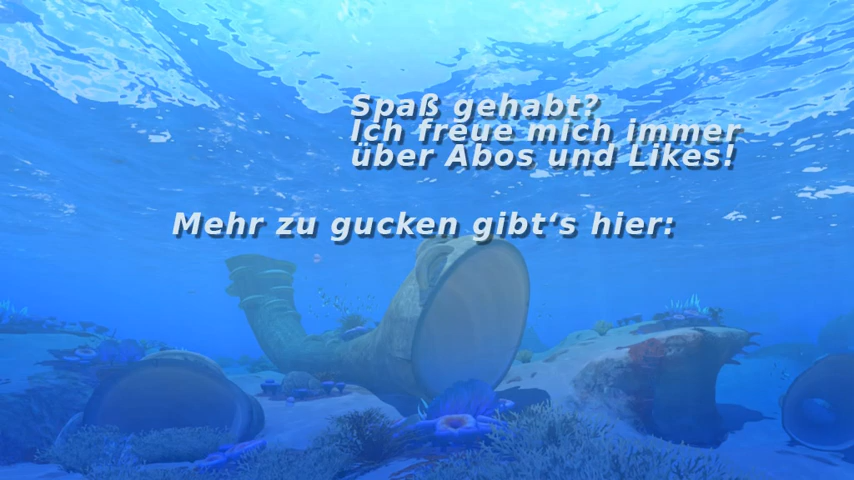 Spaß gehabt?
Ich freue mich immer
über Abos und Likes!
Mehr zu gucken gibt‘s hier: